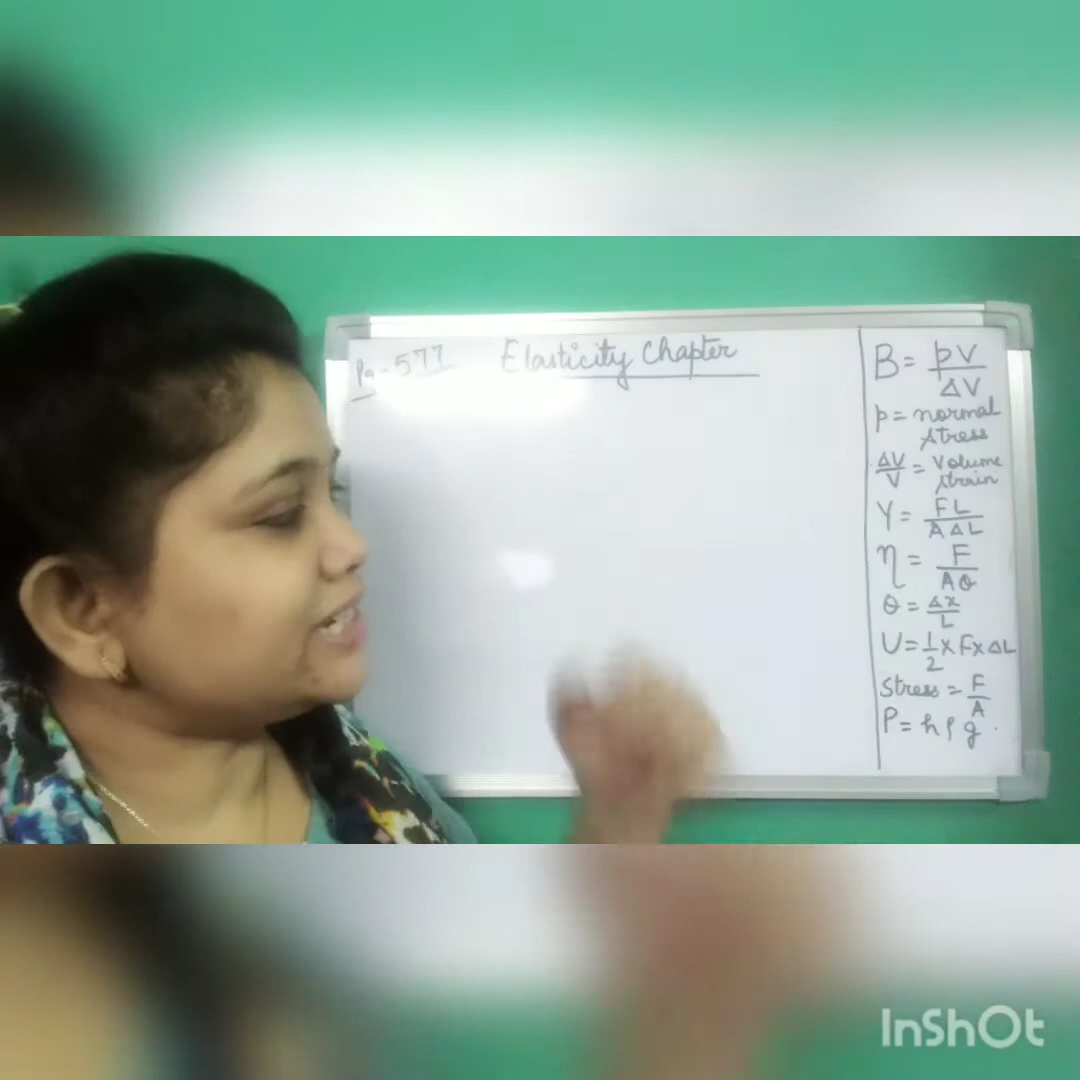 Pg - 577
Elasticity Chapter
B = pV/ΔV
p = normal
stress
ΔV/V = Volume
strain
Y = FL/AΔL
η = F/Aθ
θ = Δx/L
U = 1/2 x F x ΔL
stress = F/A
P = hρg.
InShOt